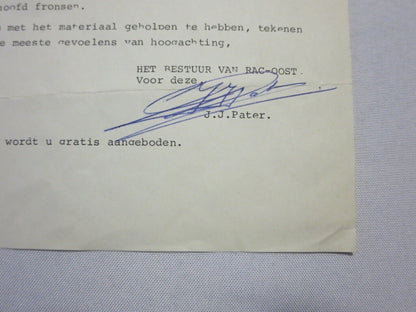 hoofd fronsen.
met het materiaal geholpen te hebben, tekenen
e meeste gevoelens van hoogachting,
HET BESTUUR VAN RAC-OOST.
Voor deze,
J.J.Pater.
wordt u gratis aangeboden.